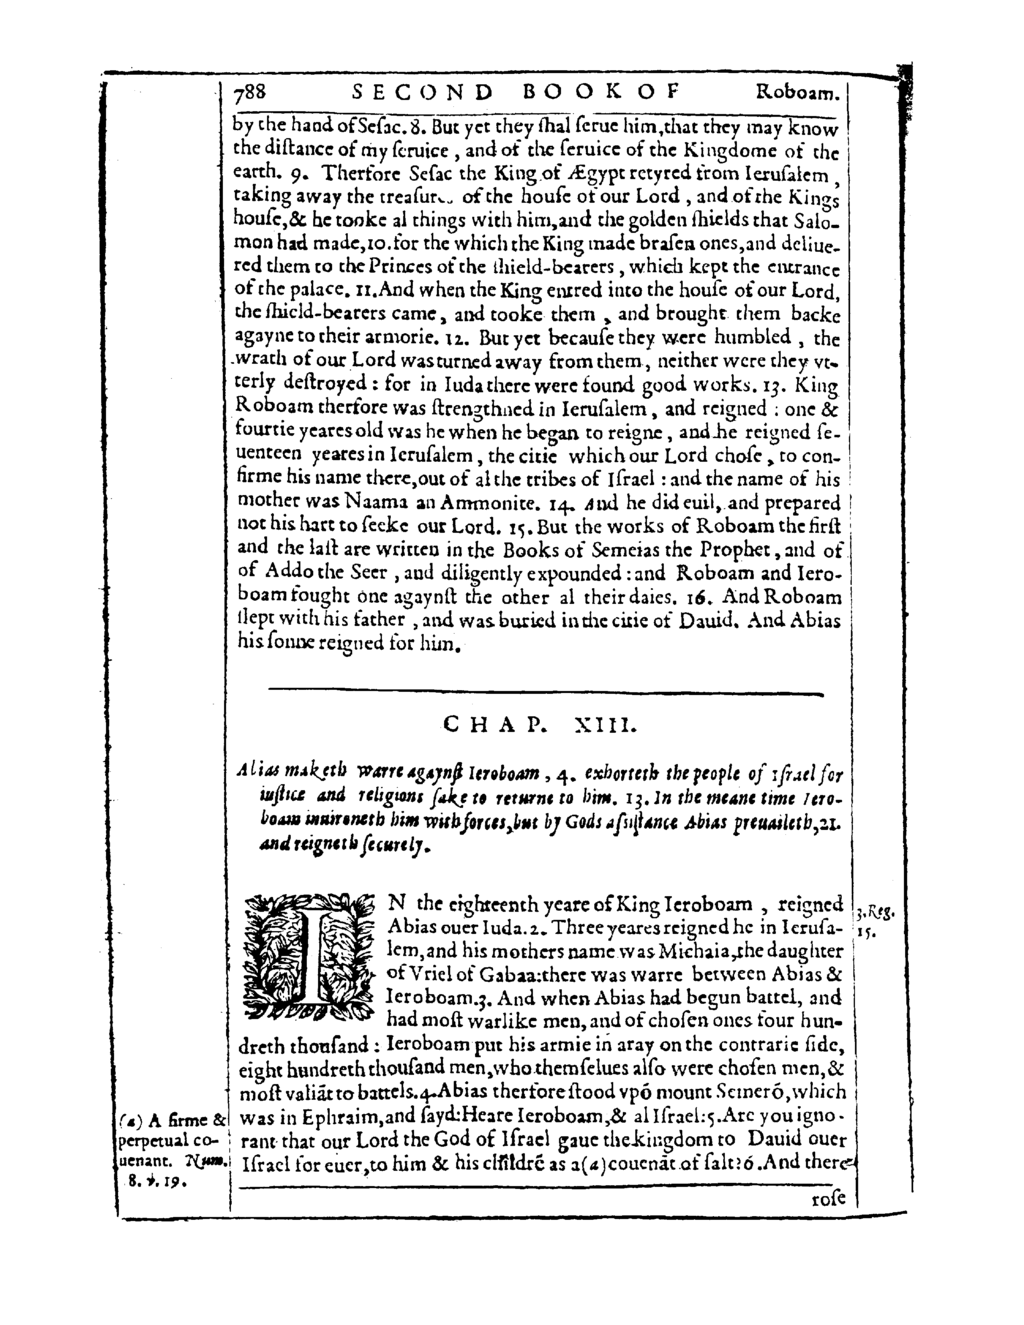 788 SECOND BOOK OF Roboam.
by the hand of Sesac. 8. But yet they ſhal ſerue him, that they may know
the diſtance of my ſeruice, and of the ſeruice of the Kingdome of the
earth. 9. Therfore Seſac the King of Ægypt retyred from Ieruſalem,
taking away the of the houſe of our Lord, and of the Kings
houſe, & he tooke al things with him, and the golden ſhields that Salo-
mon had made, 10. for the which the King made braſen ones, and deliue-
red them to the Princes of the ſhield-bearers, which kept the entrance
of the palace. 11. And when the King entred into the houſe of our Lord,
the ſhield-bearers came, and tooke them, and brought them backe
agayne to their armorie. 12. But yet becauſe they were humbled, the
wrath of our Lord was turned away from them, neither were they vt-
terly deſtroyed : for in Iuda there were found good works. 13. King
Roboam therfore was ſtrengthned in Ieruſalem, and reigned : one &
fourtie yeares old was he when he began to reigne, and he reigned ſe-
uenteen yeares in Ieruſalem, the citie which our Lord choſe, to con-
firme his name there, out of al the tribes of Iſrael : and the name of his
mother was Naama an Ammonite. 14. And he did euil, and prepared
not his hart to ſeeke our Lord. 15. But the works of Roboam the firſt
and the laſt are written in the Books of Semeias the Prophet, and of
of Addo the Seer, and diligently expounded : and Roboam and Iero-
boam fought one agaynſt the other al their daies. 16. And Roboam
ſlept with his father, and was buried in the citie of Dauid. And Abias
his ſonne reigned for him.
CHAP. XIII.
Abias maketh warre agaynſt Ieroboam, 4. exhorteth the people of Iſrael for
iuſtice and religions ſake to returne to him. 13. In the meane time Iero-
boam inuironeth him with forces, but by Gods aſsiſtance Abias preuaileth, 21.
and reigneth ſecurely.
IN the eighteenth yeare of King Ieroboam, reigned
Abias ouer Iuda. 2. Three yeares reigned he in Ieruſa-
lem, and his mothers name was Michaia, the daughter
of Vriel of Gabaa: there was warre between Abias &
Ieroboam. 3. And when Abias had begun battel, and
had moſt warlike men, and of choſen ones four hun-
dreth thouſand : Ieroboam put his armie in aray on the contrarie ſide,
eight hundreth thouſand men, who themſelues alſo were choſen men, &
moſt valiāt to battels. 4. Abias therfore ſtood vpō mount Semerō, which
was in Ephraim, and ſayd: Heare Ieroboam, & al Iſrael: 5. Are you igno-
rant that our Lord the God of Iſrael gaue the kingdom to Dauid ouer
Iſrael for euer, to him & his childrē as a (a) couenāt of ſalt? 6. And there
roſe
3. Reg.
15.
(a) A firme &
perpetual co-
uenant. Num.
8. v. 19.